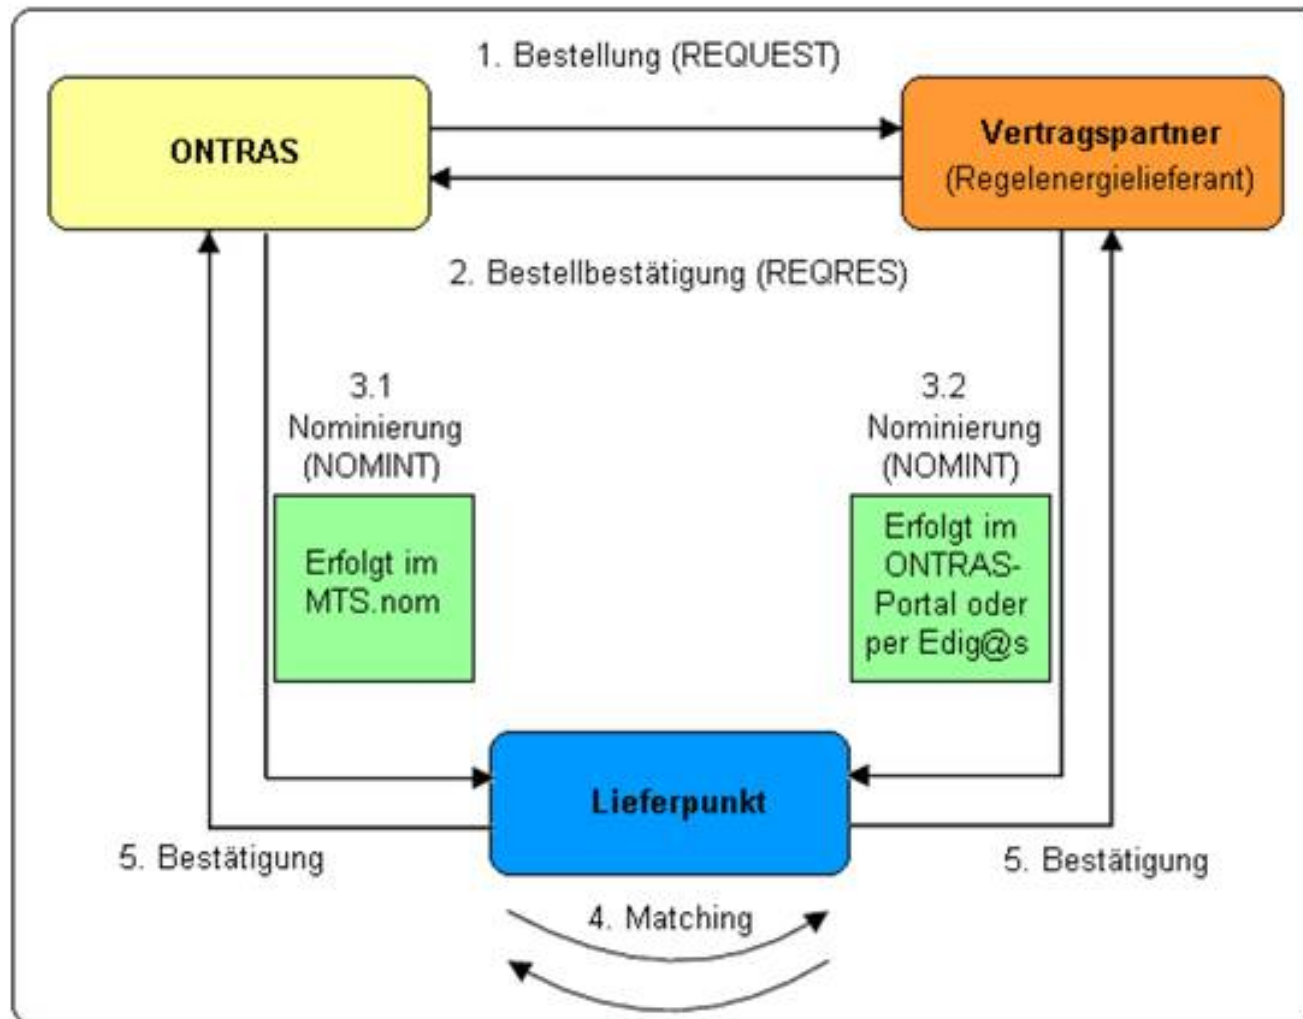 1. Bestellung (REQUEST)
ONTRAS
Vertragspartner
(Regelenergielieferant)
2. Bestellbestätigung (REQRES)
3.1
Nominierung
(NOMINT)
3.2
Nominierung
(NOMINT)
Erfolgt im
MTS.nom
Erfolgt im
ONTRAS-
Portal oder
per Edig@s
Lieferpunkt
5. Bestätigung
5. Bestätigung
4. Matching